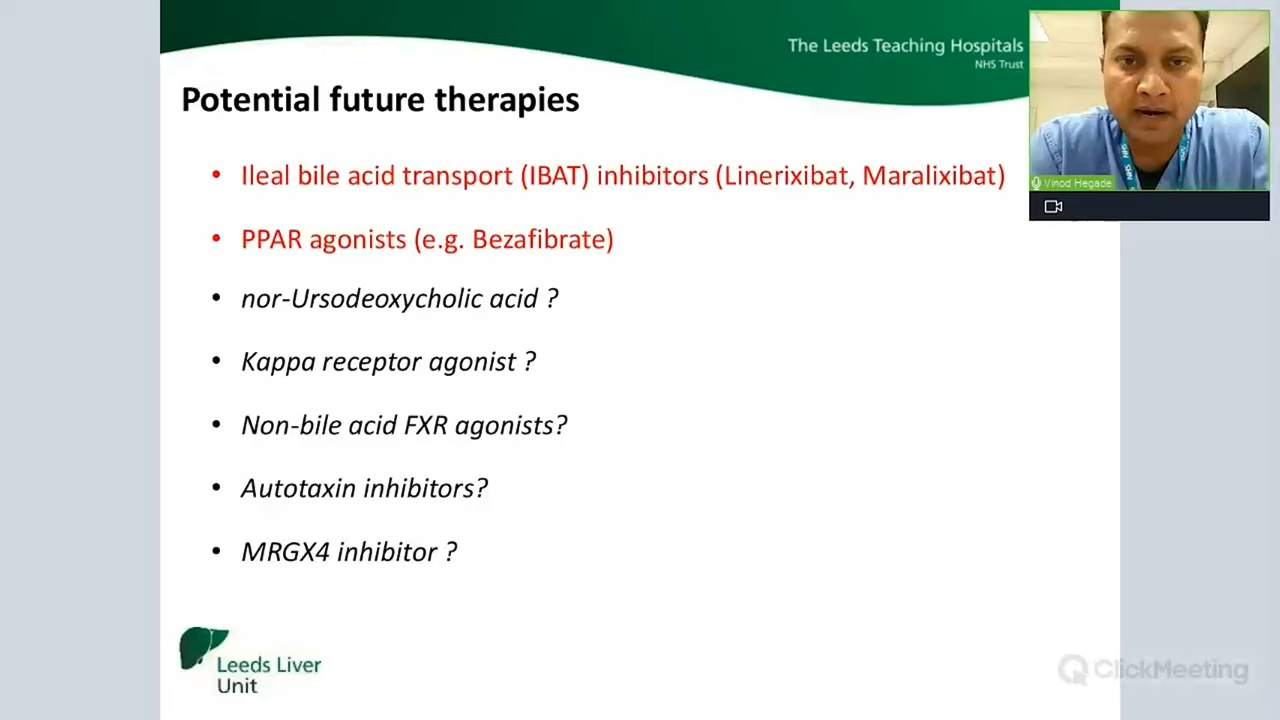 The Leeds Teaching Hospitals
NHS Trust
Potential future therapies
• Ileal bile acid transport (IBAT) inhibitors (Linerixibat, Maralixibat)
• PPAR agonists (e.g. Bezafibrate)
• nor-Ursodeoxycholic acid ?
• Kappa receptor agonist ?
• Non-bile acid FXR agonists?
• Autotaxin inhibitors?
• MRGX4 inhibitor ?
Leeds Liver
Unit
Vinod Hegade
NHS
ClickMeeting